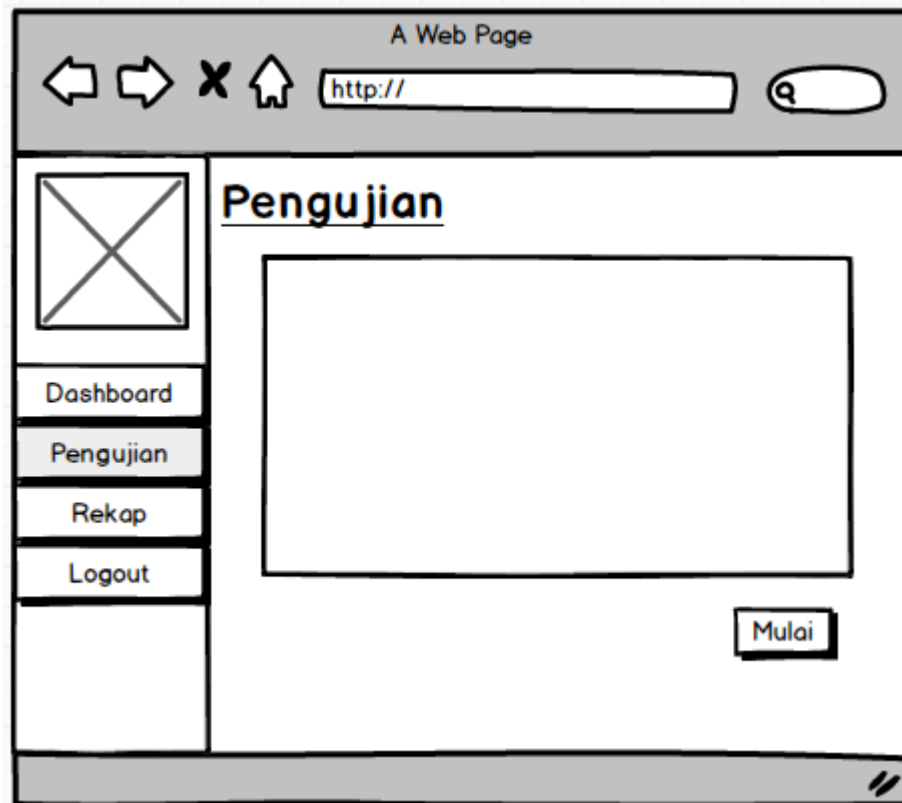 A Web Page
http://
Pengujian
Dashboard
Pengujian
Rekap
Logout
Mulai